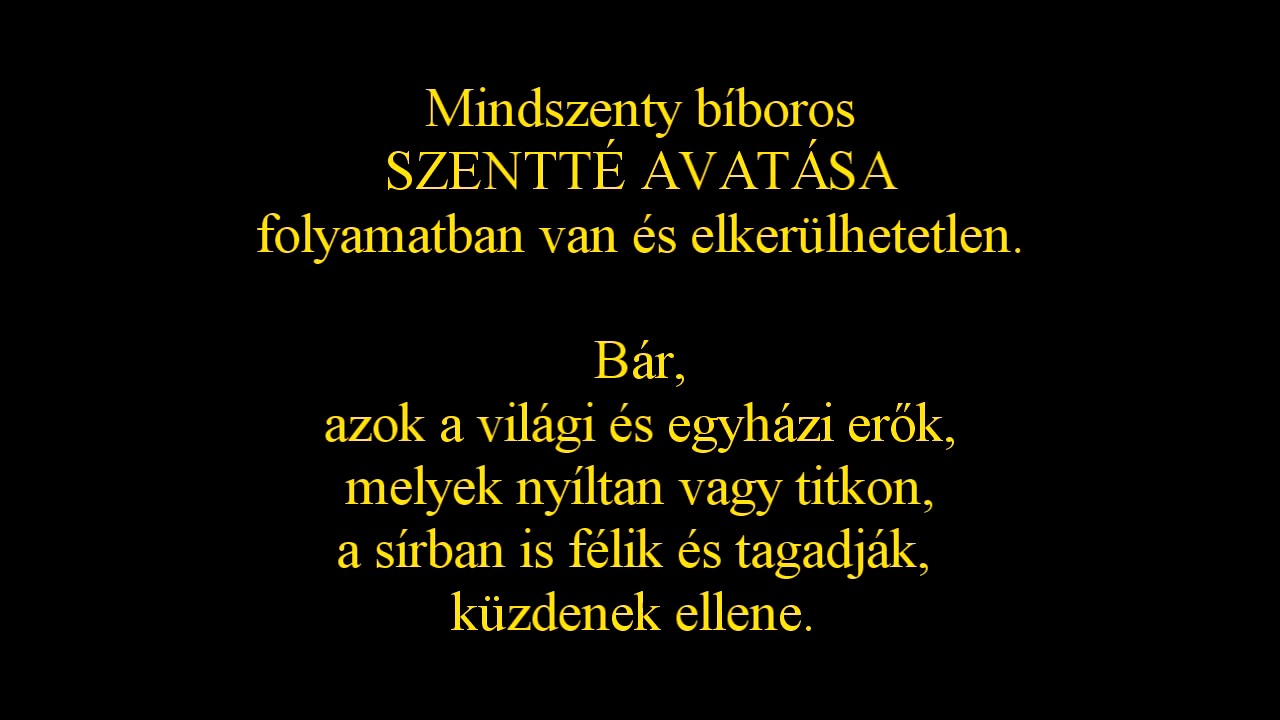 Mindszenty bíboros
SZENTTÉ AVATÁSA
folyamatban van és elkerülhetetlen.
Bár,
azok a világi és egyházi erők,
melyek nyíltan vagy titkon,
a sírban is félik és tagadják,
küzdenek ellene.